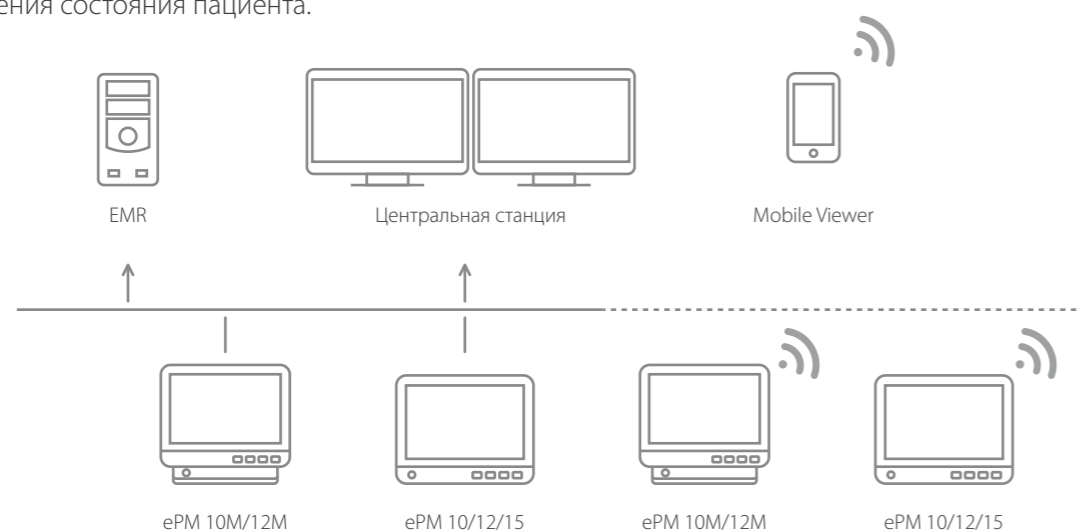 ения состояния пациента.
EMR
Центральная станция
Mobile Viewer
ePM 10M/12M
ePM 10/12/15
ePM 10M/12M
ePM 10/12/15